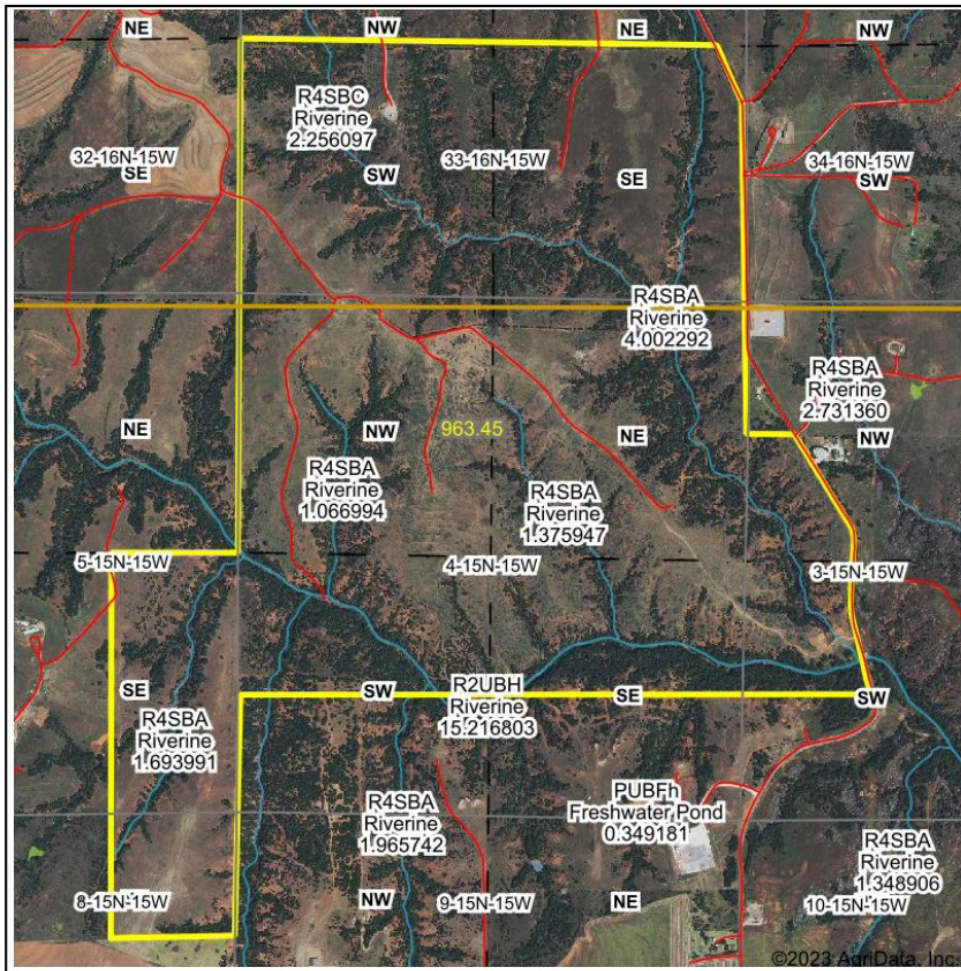 NE
NW
NE
NW
R4SBC
Riverine
2.256097
32-16N-15W
SE
SW
33-16N-15W
SE
34-16N-15W
SW
R4SBA
Riverine
4.002292
R4SBA
Riverine
2.731360
NE
NW
963.45
NE
NW
R4SBA
Riverine
1.066994
R4SBA
Riverine
1.375947
5-15N-15W
4-15N-15W
3-15N-15W
SE
SW
R2UBH
Riverine
15.216803
SE
SW
R4SBA
Riverine
1.693991
R4SBA
Riverine
1.965742
PUBFh
Freshwater Pond
0.349181
R4SBA
Riverine
1.348906
8-15N-15W
NW
9-15N-15W
NE
10-15N-15W
©2023 AgriData, Inc.